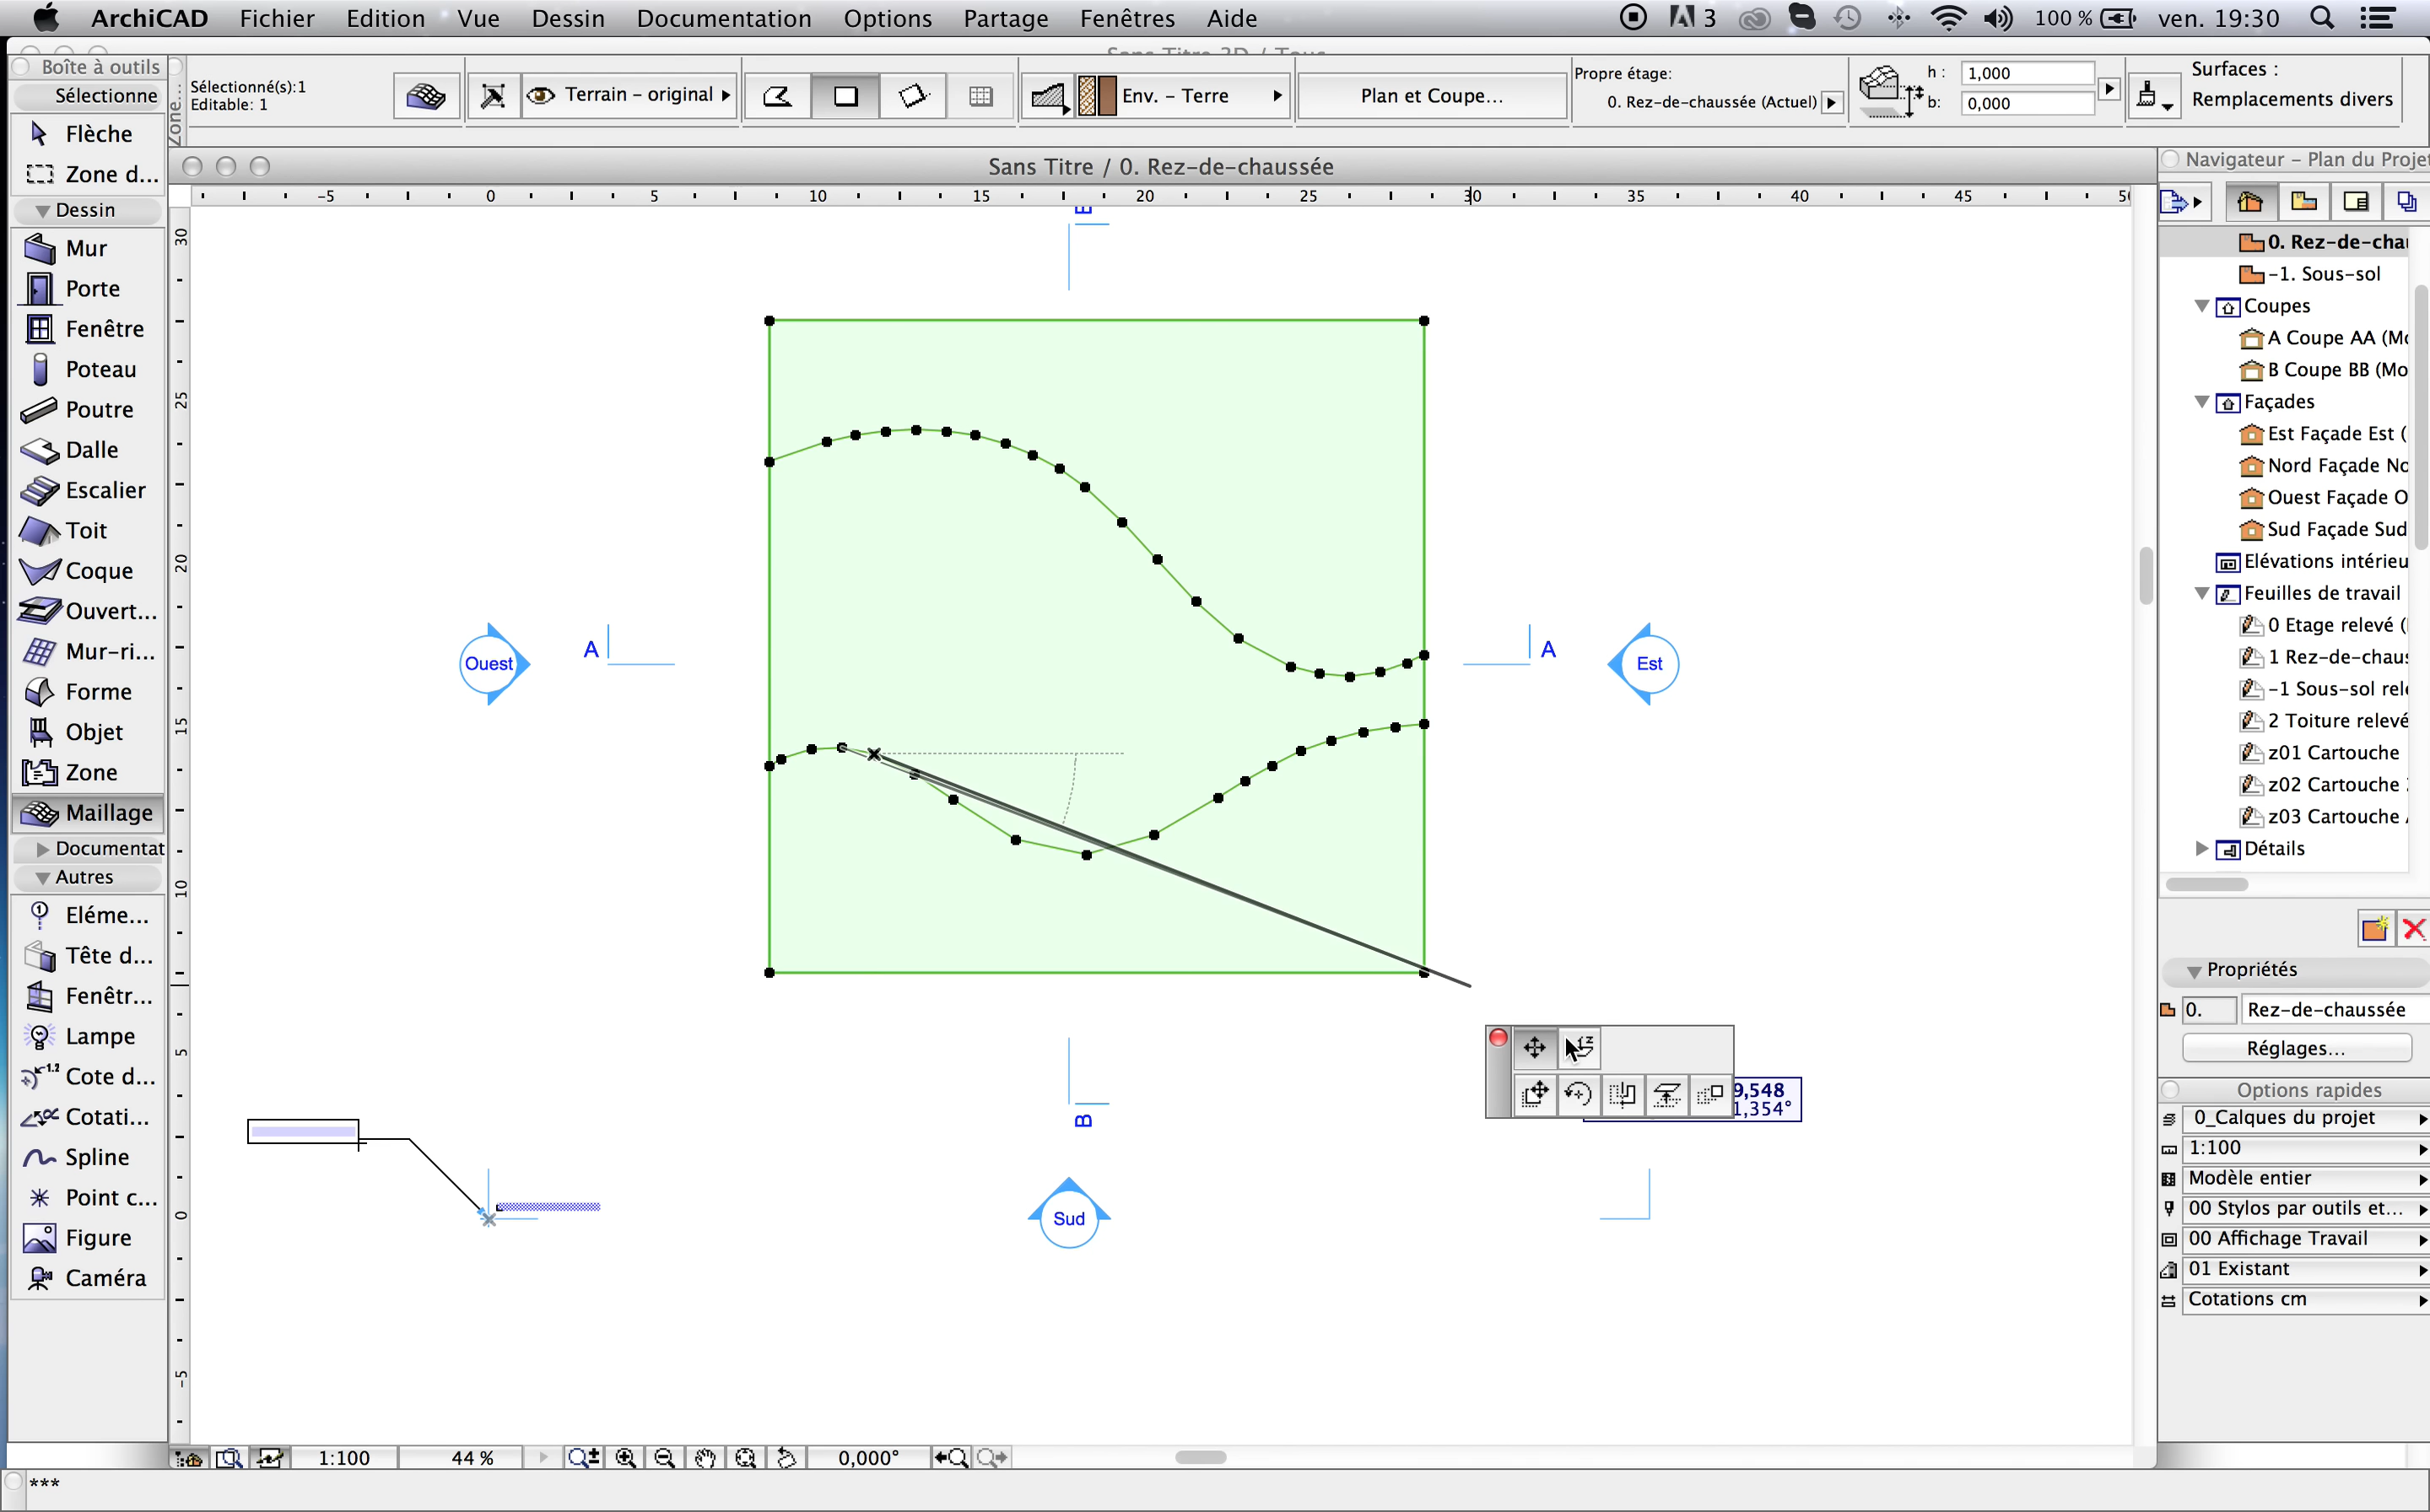 ArchiCAD Fichier Edition Vue Dessin Documentation Options Partage Fenêtres Aide 3 100 % ven. 19:30
Boîte à outils
Sélectionne
Flèche
Zone d...
Dessin
Mur
Porte
Fenêtre
Poteau
Poutre
Dalle
Escalier
Toit
Coque
Ouvert...
Mur-ri...
Forme
Objet
Zone
Maillage
Documentat
Autres
Eléme...
Tête d...
Fenêtr...
Lampe
Cote d...
Cotati...
Spline
Point c...
Figure
Caméra
Zone...
Sélectionné(s):1
Editable: 1
Terrain - original
Env. - Terre
Plan et Coupe...
Propre étage:
0. Rez-de-chaussée (Actuel)
h : 1,000
b: 0,000
Surfaces :
Remplacements divers
Sans Titre / 0. Rez-de-chaussée
-5 0 5 10 15 20 25 30 35 40 45
30
25
20
15
10
5
0
-5
Ouest
A
A
Est
B
Sud
9,548
1,354°
1:100 44 % 0,000°
***
Navigateur - Plan du Projet
0. Rez-de-cha
-1. Sous-sol
Coupes
A Coupe AA (Mo
B Coupe BB (Mo
Façades
Est Façade Est (
Nord Façade No
Ouest Façade O
Sud Façade Sud
Elévations intérieu
Feuilles de travail
0 Etage relevé (
1 Rez-de-chaus
-1 Sous-sol rel
2 Toiture relevé
z01 Cartouche
z02 Cartouche
z03 Cartouche
Détails
Propriétés
0. Rez-de-chaussée
Réglages...
Options rapides
0_Calques du projet
1:100
Modèle entier
00 Stylos par outils et...
00 Affichage Travail
01 Existant
Cotations cm